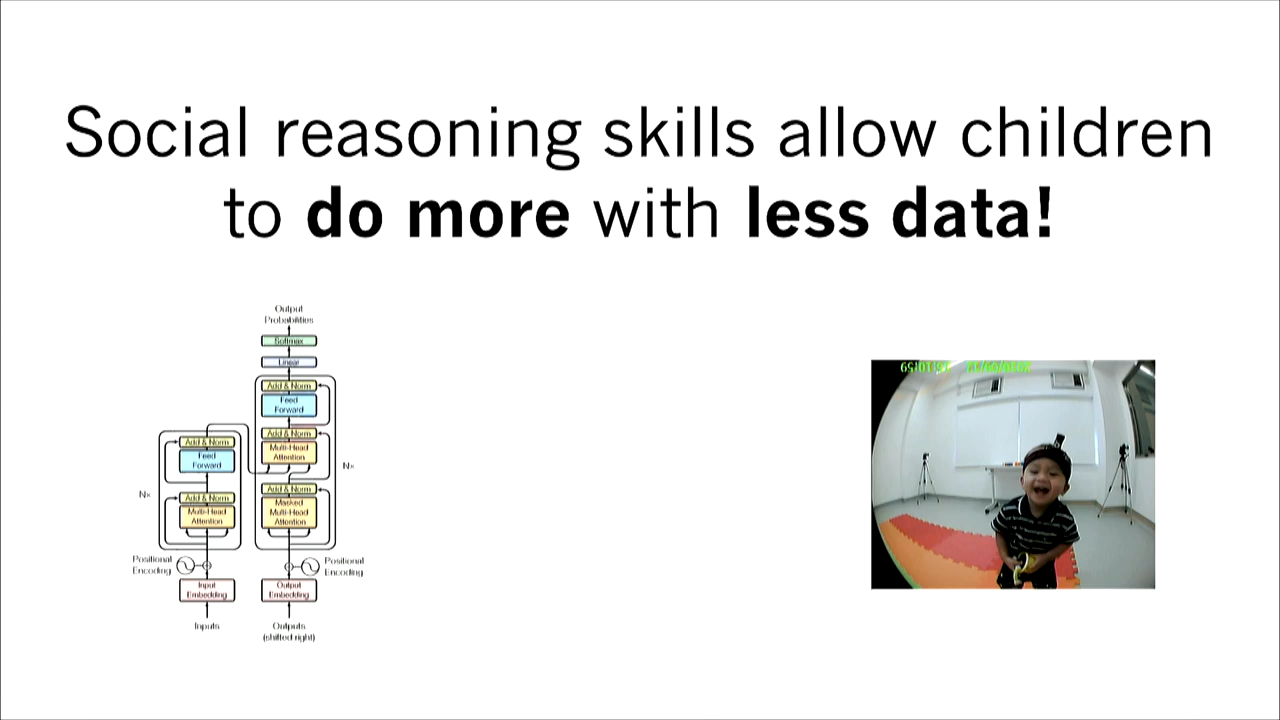 Social reasoning skills allow children
to do more with less data!
Output
Probabilities
Softmax
Linear
Add & Norm
Feed
Forward
Add & Norm
Multi-Head
Attention
Add & Norm
Feed
Forward
Nx
Add & Norm
Masked
Multi-Head
Attention
Nx
Add & Norm
Multi-Head
Attention
Positional
Encoding
Positional
Encoding
Input
Embedding
Output
Embedding
Inputs
Outputs
(shifted right)